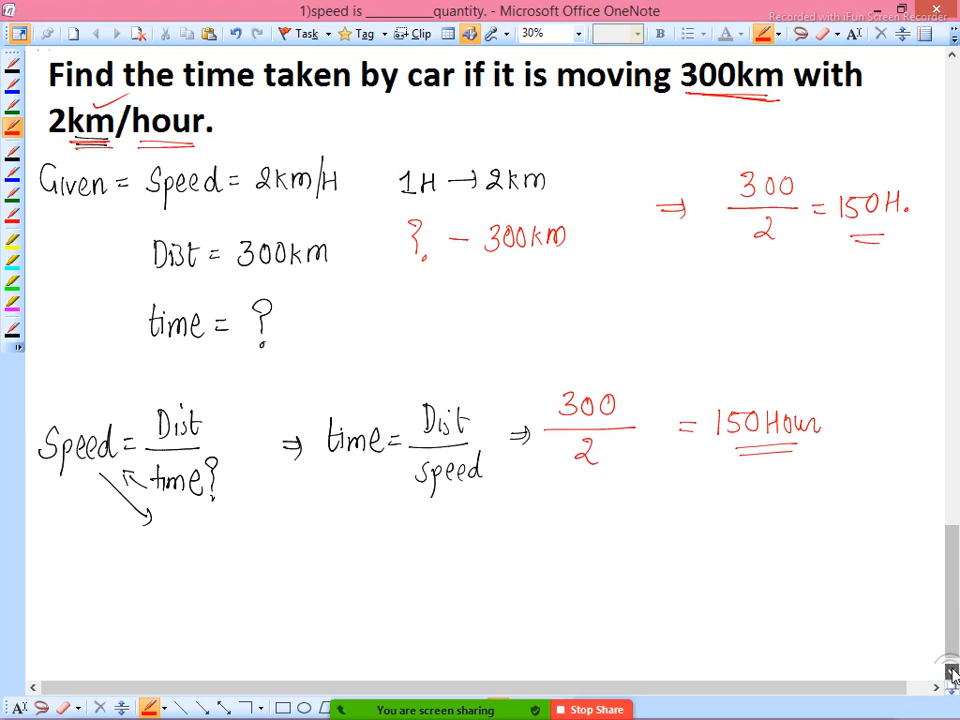 1)speed is _________quantity. - Microsoft Office OneNote
Recorded with iFun Screen Recorder
Task Tag Clip 30% B A A
Find the time taken by car if it is moving 300km with
2km/hour.
Given = Speed = 2km/H 1H → 2km ⇒ 300/2 = 150H.
Dist = 300km ? — 300km
time = ?
Speed = Dist/time? ⇒ time = Dist/speed ⇒ 300/2 = 150Hour
You are screen sharing Stop Share